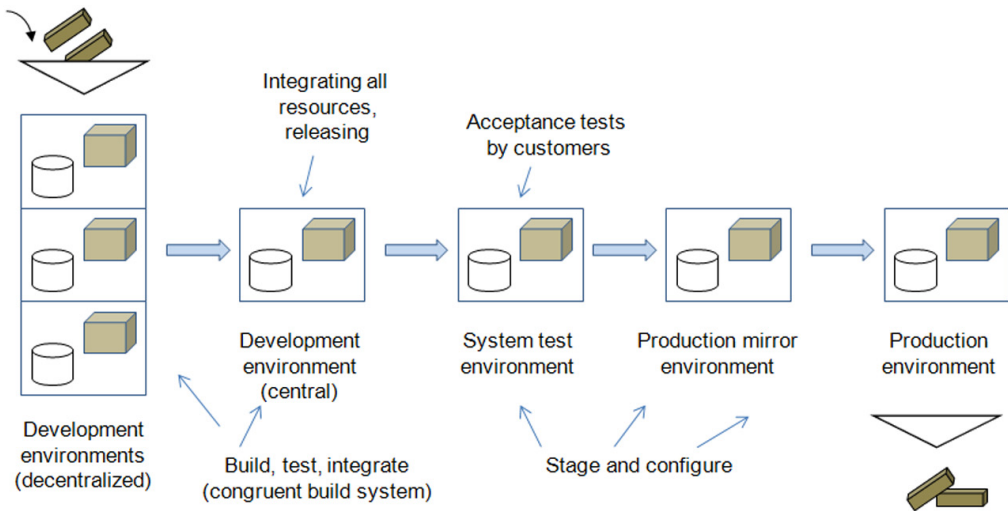 Integrating all
resources,
releasing
Acceptance tests
by customers
Development
environments
(decentralized)
Development
environment
(central)
System test
environment
Production mirror
environment
Production
environment
Build, test, integrate
(congruent build system)
Stage and configure